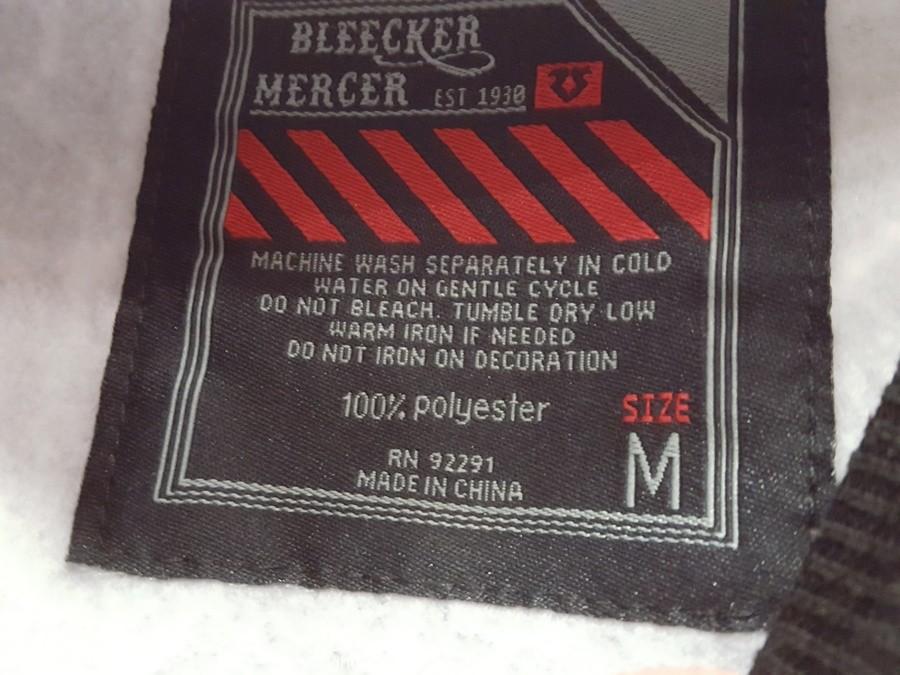 BLEECKER
MERCER EST 1930
MACHINE WASH SEPARATELY IN COLD
WATER ON GENTLE CYCLE
DO NOT BLEACH. TUMBLE DRY LOW
WARM IRON IF NEEDED
DO NOT IRON ON DECORATION
100% polyester
SIZE
M
RN 92291
MADE IN CHINA